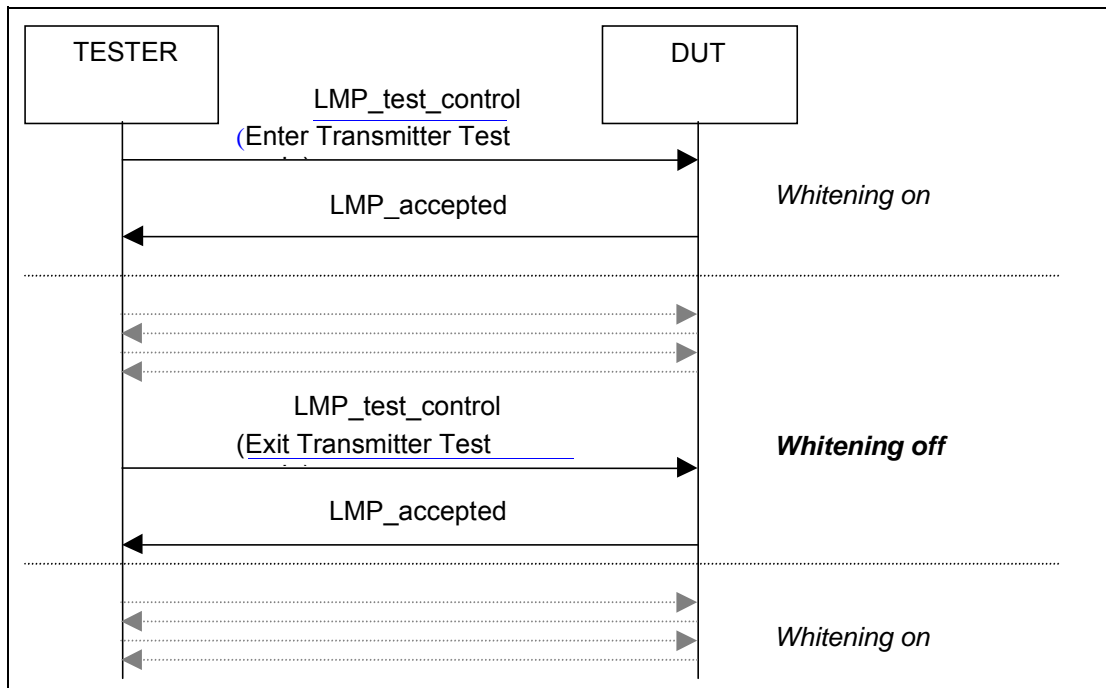 TESTER
DUT
LMP_test_control
(Enter Transmitter Test
Whitening on
LMP_accepted
LMP_test_control
(Exit Transmitter Test
Whitening off
LMP_accepted
Whitening on